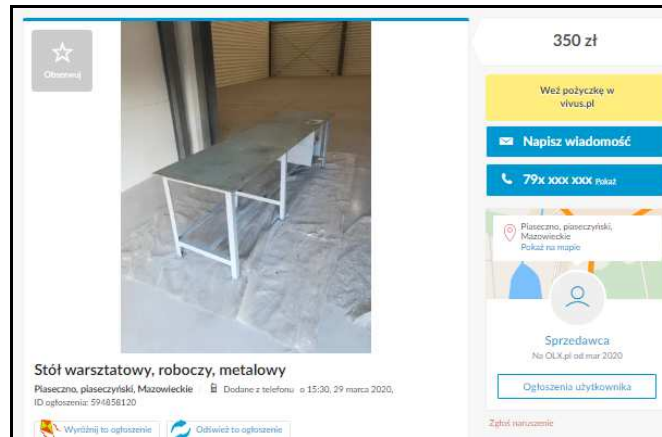 Obserwuj
350 zł
Weź pożyczkę w
vivus.pl
Napisz wiadomość
79x xxx xxx Pokaż
Piaseczno, piaseczyński,
Mazowieckie
Pokaż na mapie
Sprzedawca
Na OLX.pl od mar 2020
Ogłoszenia użytkownika
Zgłoś naruszenie
Stół warsztatowy, roboczy, metalowy
Piaseczno, piaseczyński, Mazowieckie Dodane z telefonu o 15:30, 29 marca 2020,
ID ogłoszenia: 594858120
Wyróżnij to ogłoszenie Odśwież to ogłoszenie